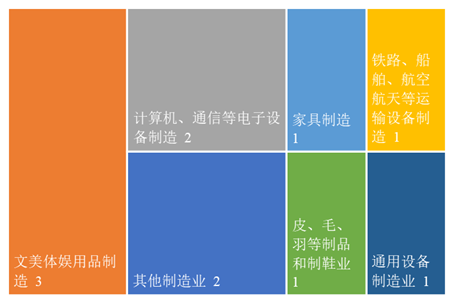 文美体娱用品制
造 3
计算机、通信等电子设
备制造 2
其他制造业 2
家具制造
1
铁路、船
舶、航空
航天等运
输设备制
造 1
皮、毛、
羽等制品
和制鞋业
1
通用设备
制造业 1